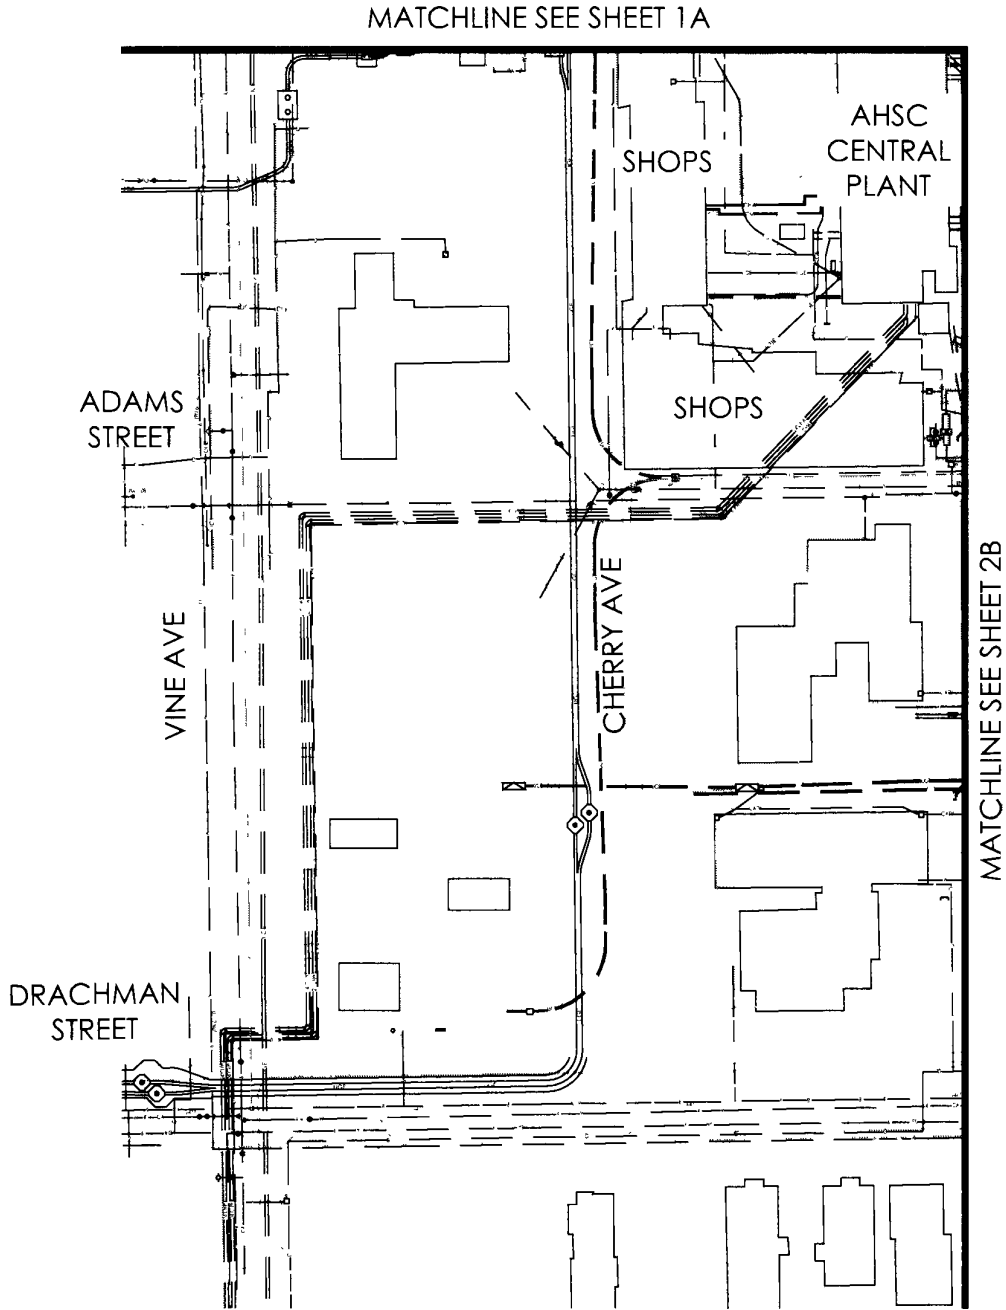 MATCHLINE SEE SHEET 1A
AHSC
CENTRAL
PLANT
SHOPS
ADAMS
STREET
SHOPS
VINE AVE
CHERRY AVE
MATCHLINE SEE SHEET 2B
DRACHMAN
STREET